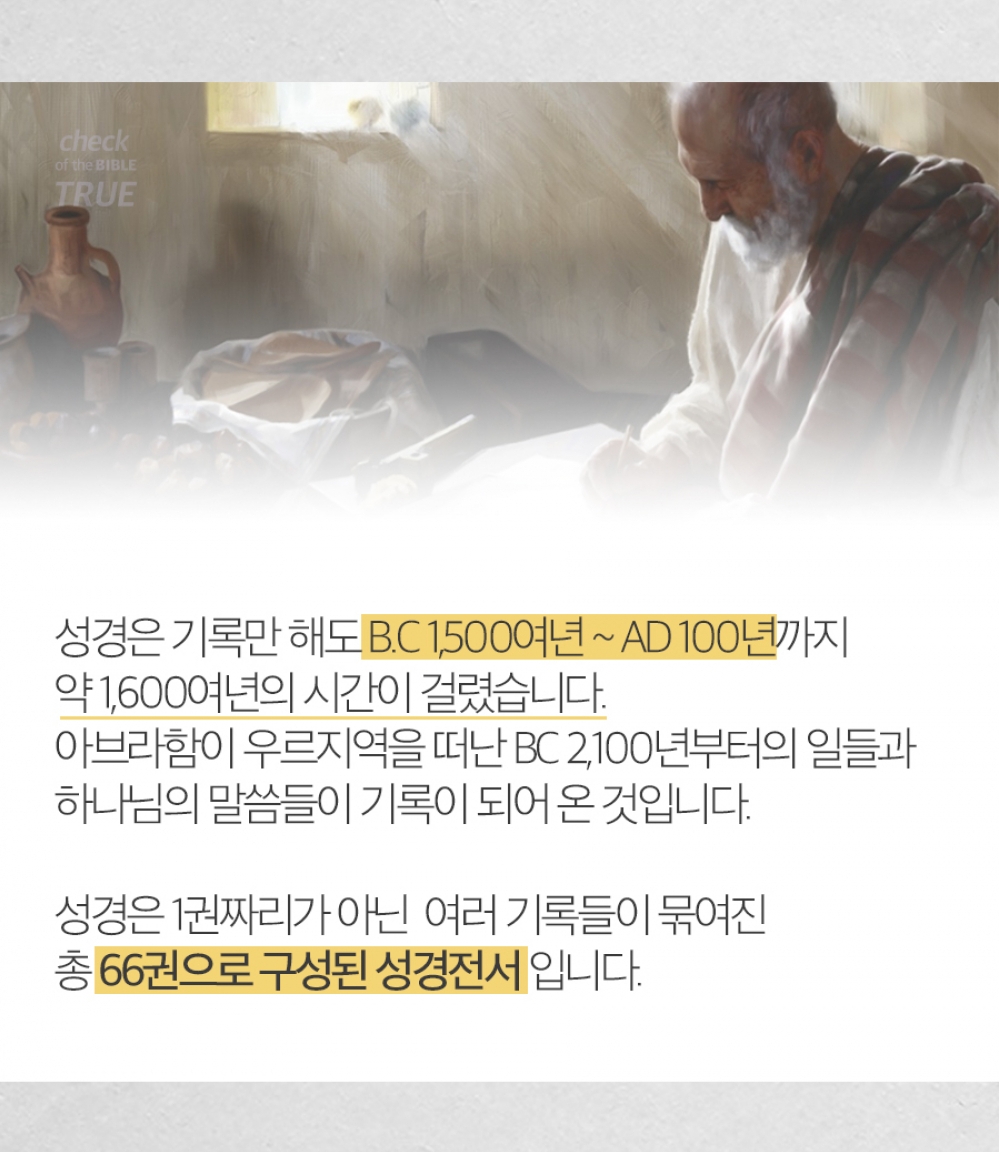 check
of the BIBLE
TRUE
성경은 기록만 해도 B.C 1,500여년 ~ AD 100년까지
약 1,600여년의 시간이 걸렸습니다.
아브라함이 우르지역을 떠난 BC 2,100년부터의 일들과
하나님의 말씀들이 기록이 되어 온 것입니다.
성경은 1권짜리가 아닌 여러 기록들이 묶여진
총 66권으로 구성된 성경전서 입니다.